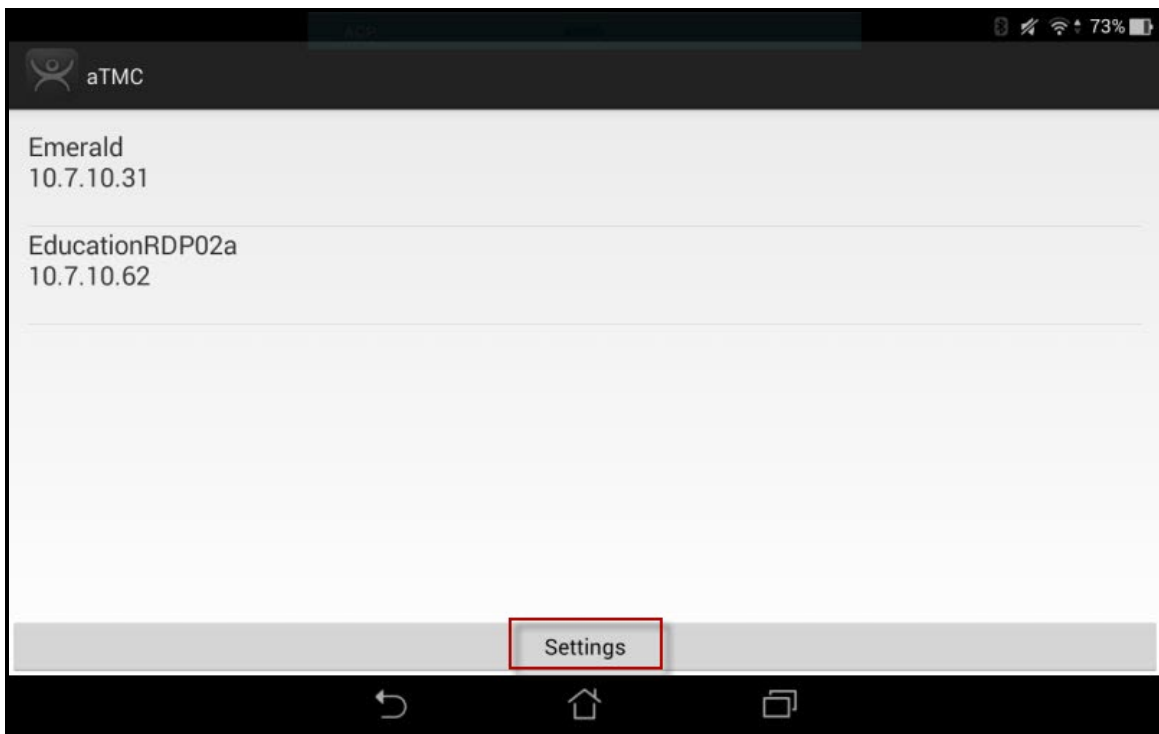 73%
aTMC
Emerald
10.7.10.31
EducationRDP02a
10.7.10.62
Settings